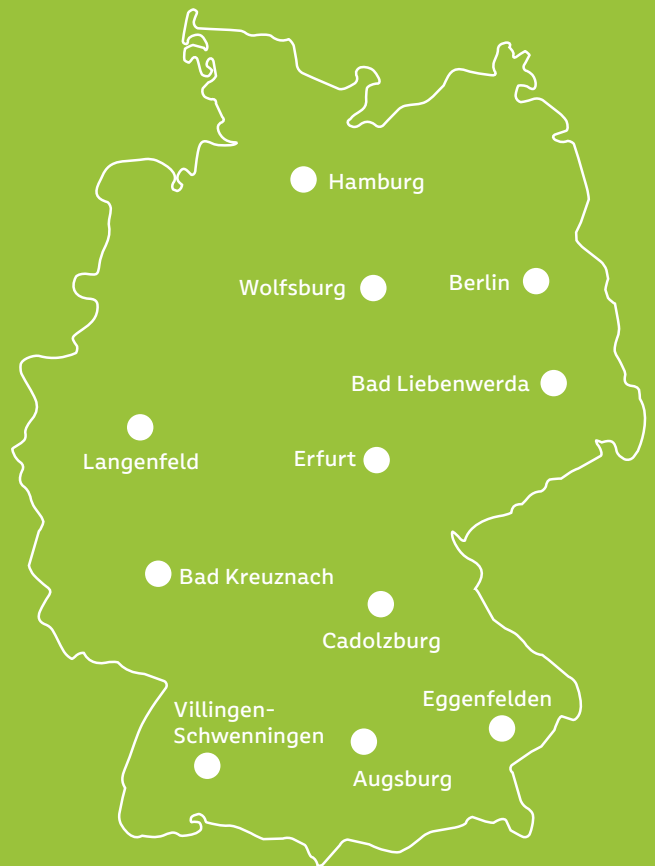 Hamburg
Wolfsburg
Berlin
Bad Liebenwerda
Langenfeld
Erfurt
Bad Kreuznach
Cadolzburg
Eggenfelden
Villingen-
Schwenningen
Augsburg